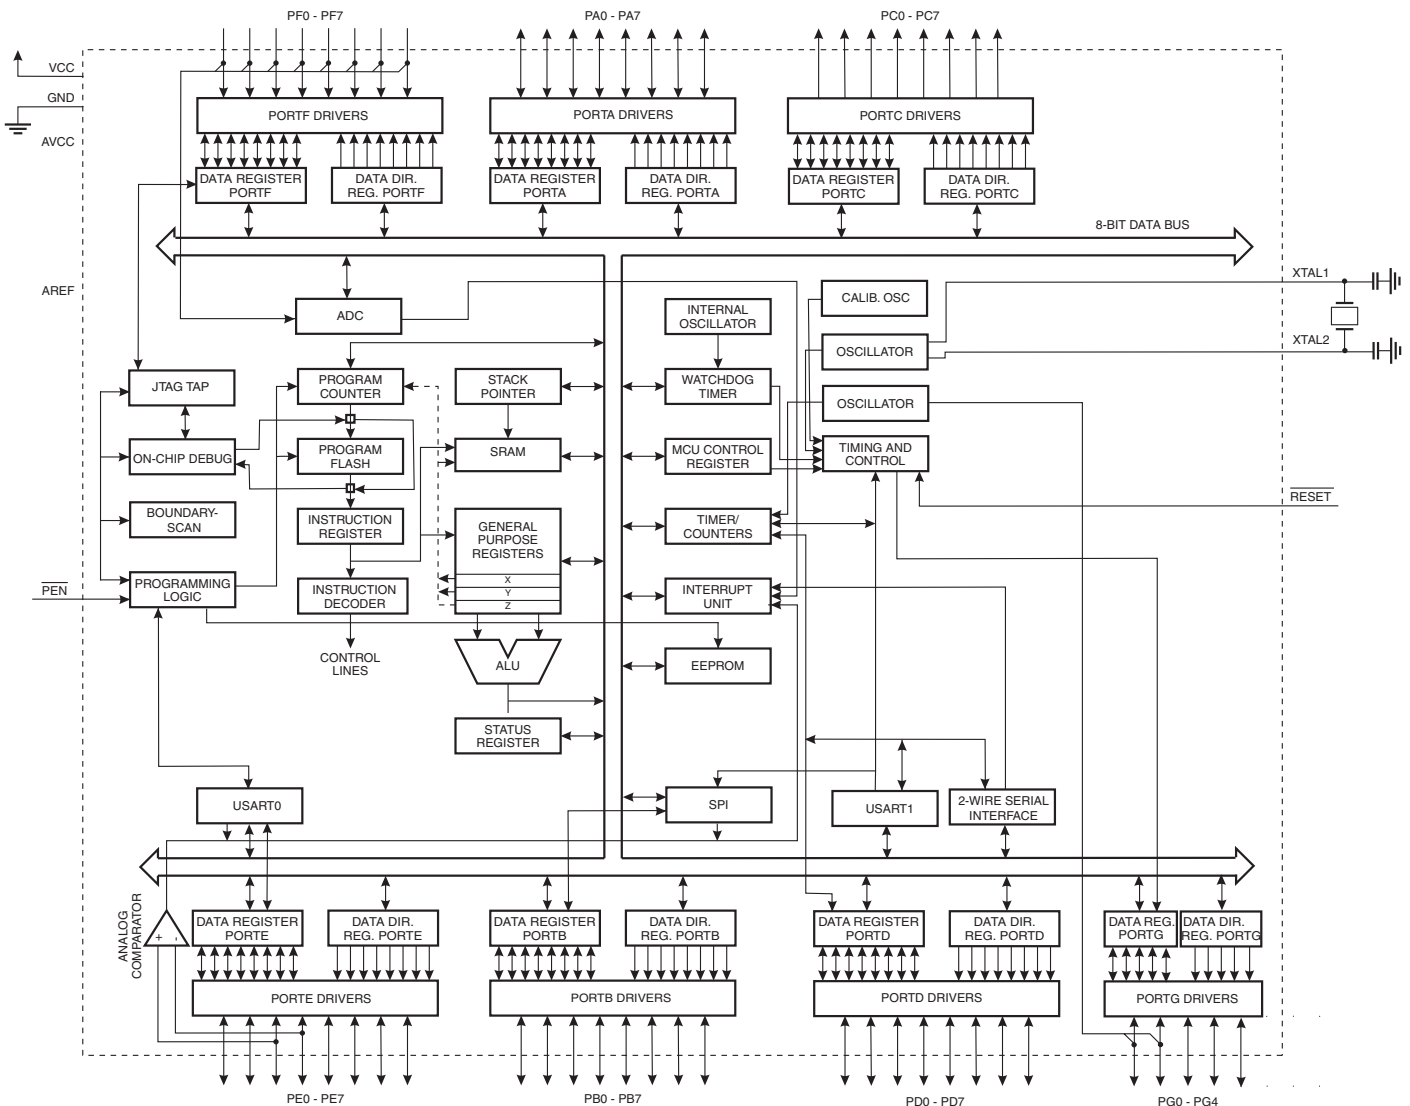 PF0 - PF7
PA0 - PA7
PC0 - PC7
VCC
GND
AVCC
PORTF DRIVERS
PORTA DRIVERS
PORTC DRIVERS
DATA REGISTER
PORTF
DATA DIR.
REG. PORTF
DATA REGISTER
PORTA
DATA DIR.
REG. PORTA
DATA REGISTER
PORTC
DATA DIR.
REG. PORTC
8-BIT DATA BUS
AREF
XTAL1
XTAL2
ADC
INTERNAL
OSCILLATOR
CALIB. OSC
OSCILLATOR
JTAG TAP
PROGRAM
COUNTER
STACK
POINTER
WATCHDOG
TIMER
OSCILLATOR
ON-CHIP DEBUG
PROGRAM
FLASH
SRAM
MCU CONTROL
REGISTER
TIMING AND
CONTROL
RESET
BOUNDARY-
SCAN
INSTRUCTION
REGISTER
GENERAL
PURPOSE
REGISTERS
X
Y
Z
TIMER/
COUNTERS
PEN
PROGRAMMING
LOGIC
INSTRUCTION
DECODER
INTERRUPT
UNIT
CONTROL
LINES
ALU
EEPROM
STATUS
REGISTER
USART0
SPI
USART1
2-WIRE SERIAL
INTERFACE
ANALOG
COMPARATOR
+
-
DATA REGISTER
PORTE
DATA DIR.
REG. PORTE
DATA REGISTER
PORTB
DATA DIR.
REG. PORTB
DATA REGISTER
PORTD
DATA DIR.
REG. PORTD
DATA REG.
PORTG
DATA DIR.
REG. PORTG
PORTE DRIVERS
PORTB DRIVERS
PORTD DRIVERS
PORTG DRIVERS
PE0 - PE7
PB0 - PB7
PD0 - PD7
PG0 - PG4